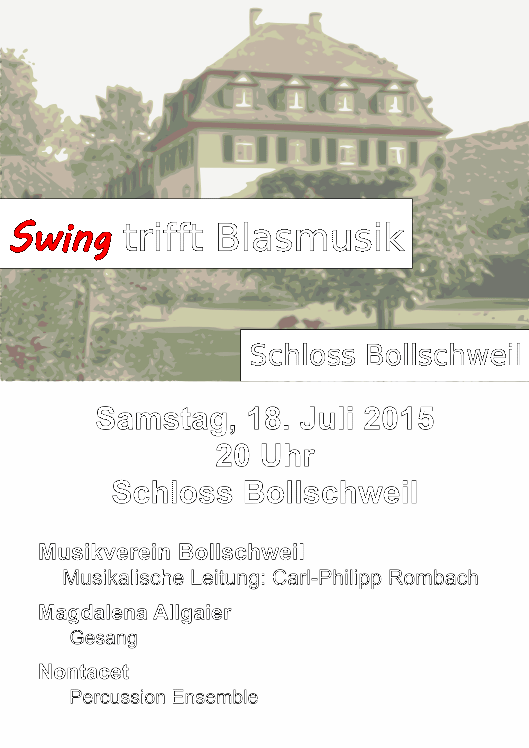 Swing trifft Blasmusik
Schloss Bollschweil
Samstag, 18. Juli 2015
20 Uhr
Schloss Bollschweil
Musikverein Bollschweil
Musikalische Leitung: Carl-Philipp Rombach
Magdalena Allgaier
Gesang
Nontacet
Percussion Ensemble